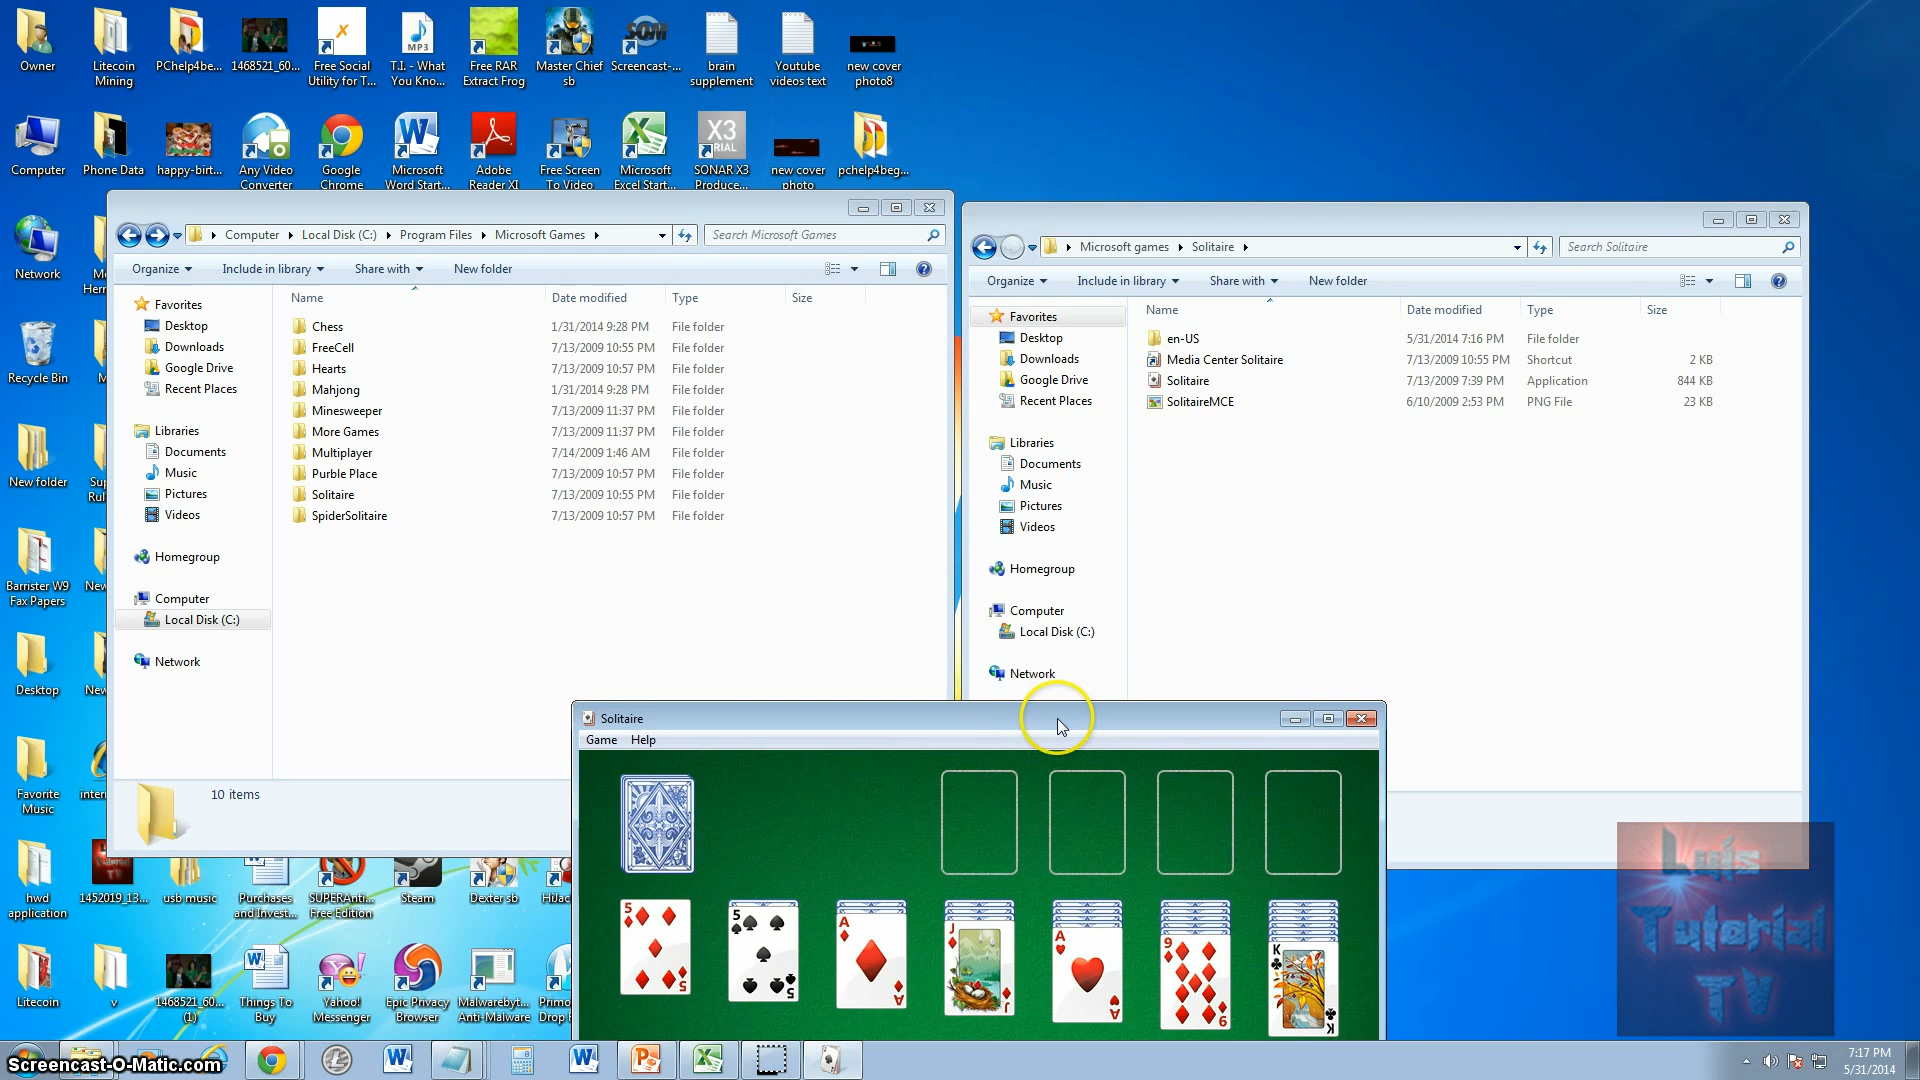 Owner
Litecoin
Mining
PChelp4be...
1468521_60...
Free Social
Utility for T...
MP3
T.I. - What
You Kno...
Free RAR
Extract Frog
Master Chief
sb
SOM
Screencast-...
brain
supplement
Youtube
videos text
new cover
photo8
Computer
Phone Data
happy-birt...
Any Video
Converter
Google
Chrome
Microsoft
Word Start...
Adobe
Reader XI
Free Screen
To Video
Microsoft
Excel Start...
X3
SONAR X3
Produce...
new cover
photo
pchelp4beg...
Network
Recycle Bin
New folder
Barrister W9
Fax Papers
Desktop
Favorite
Music
hwd
application
Litecoin
Computer
Local Disk (C:)
Program Files
Microsoft Games
Search Microsoft Games
Organize
Include in library
Share with
New folder
Favorites
Desktop
Downloads
Google Drive
Recent Places
Libraries
Documents
Music
Pictures
Videos
Homegroup
Computer
Local Disk (C:)
Network
Name Date modified Type Size
Chess 1/31/2014 9:28 PM File folder
FreeCell 7/13/2009 10:55 PM File folder
Hearts 7/13/2009 10:57 PM File folder
Mahjong 1/31/2014 9:28 PM File folder
Minesweeper 7/13/2009 11:37 PM File folder
More Games 7/13/2009 11:37 PM File folder
Multiplayer 7/14/2009 1:46 AM File folder
Purble Place 7/13/2009 10:57 PM File folder
Solitaire 7/13/2009 10:55 PM File folder
SpiderSolitaire 7/13/2009 10:57 PM File folder
10 items
Microsoft games
Solitaire
Search Solitaire
Organize
Include in library
Share with
New folder
Favorites
Desktop
Downloads
Google Drive
Recent Places
Libraries
Documents
Music
Pictures
Videos
Homegroup
Computer
Local Disk (C:)
Network
Name Date modified Type Size
en-US 5/31/2014 7:16 PM File folder
Media Center Solitaire 7/13/2009 10:55 PM Shortcut 2 KB
Solitaire 7/13/2009 7:39 PM Application 844 KB
SolitaireMCE 6/10/2009 2:53 PM PNG File 23 KB
Solitaire
Game Help
5 5 A J A 9 K
5 5 A J A 9 K
1452019_13...
usb music
Purchases
and Invest...
SUPERAnti...
Free Edition
Steam
Dexter sb
HiJac
v
1468521_60...
(1)
Things To
Buy
Yahoo!
Messenger
Epic Privacy
Browser
Malwarebyt...
Anti-Malware
Primo
Drop
Luis
Tutorial
TV
Screencast-O-Matic.com
7:17 PM
5/31/2014